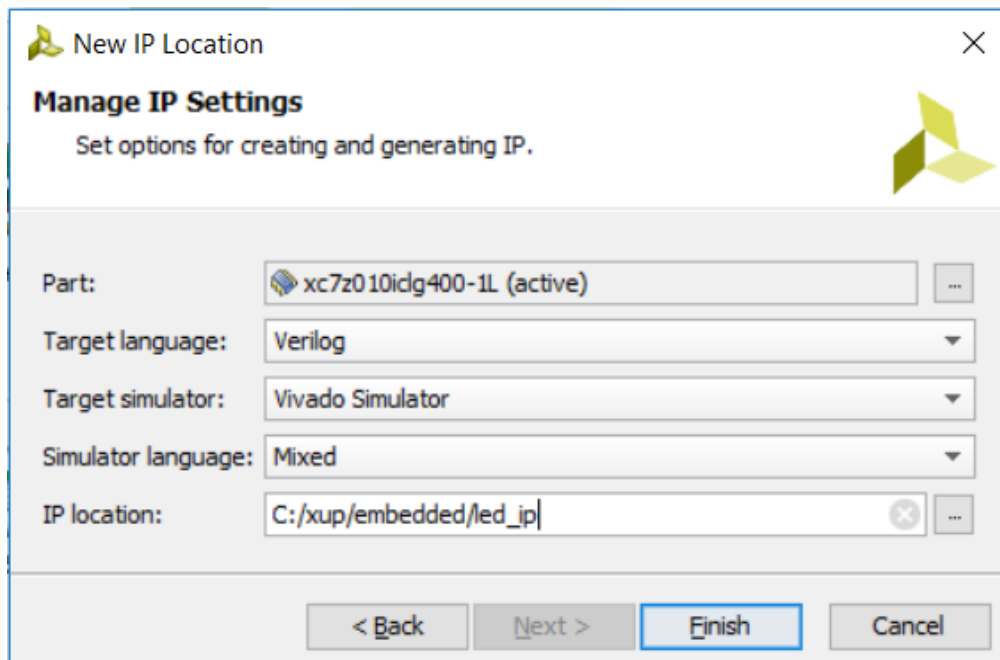 New IP Location
Manage IP Settings
Set options for creating and generating IP.
Part: xc7z010iclg400-1L (active) ...
Target language: Verilog
Target simulator: Vivado Simulator
Simulator language: Mixed
IP location: C:/xup/embedded/led_ip ...
< Back Next > Finish Cancel